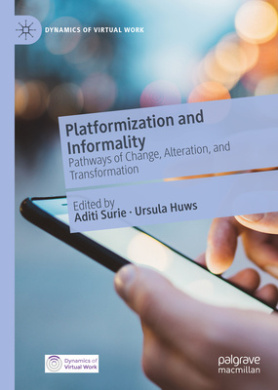 DYNAMICS OF VIRTUAL WORK
Platformization and
Informality
Pathways of Change, Alteration, and
Transformation
Edited by
Aditi Surie · Ursula Huws
Dynamics of
Virtual Work
palgrave
macmillan